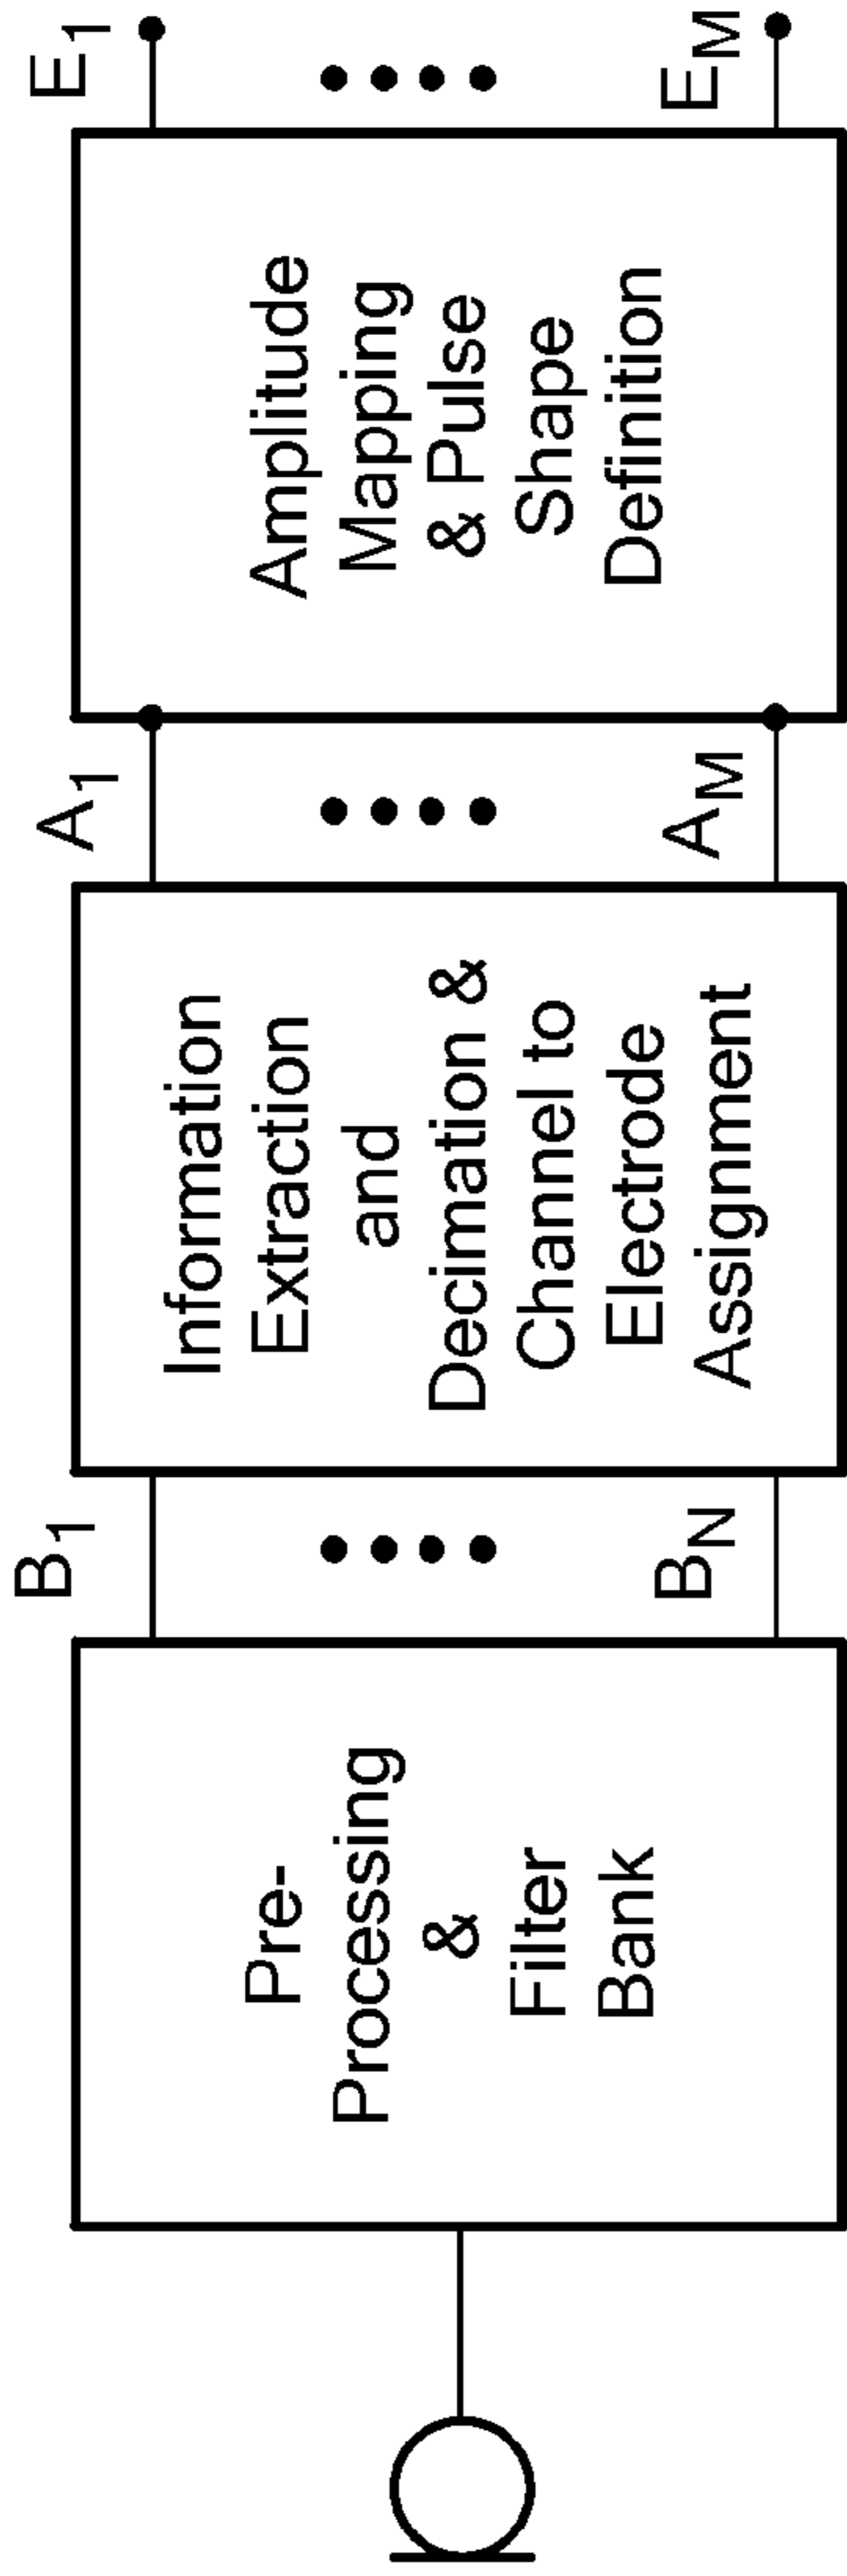 Pre-
Processing
&
Filter
Bank
B1
BN
Information
Extraction
and
Decimation &
Channel to
Electrode
Assignment
A1
AM
Amplitude
Mapping
& Pulse
Shape
Definition
E1
EM